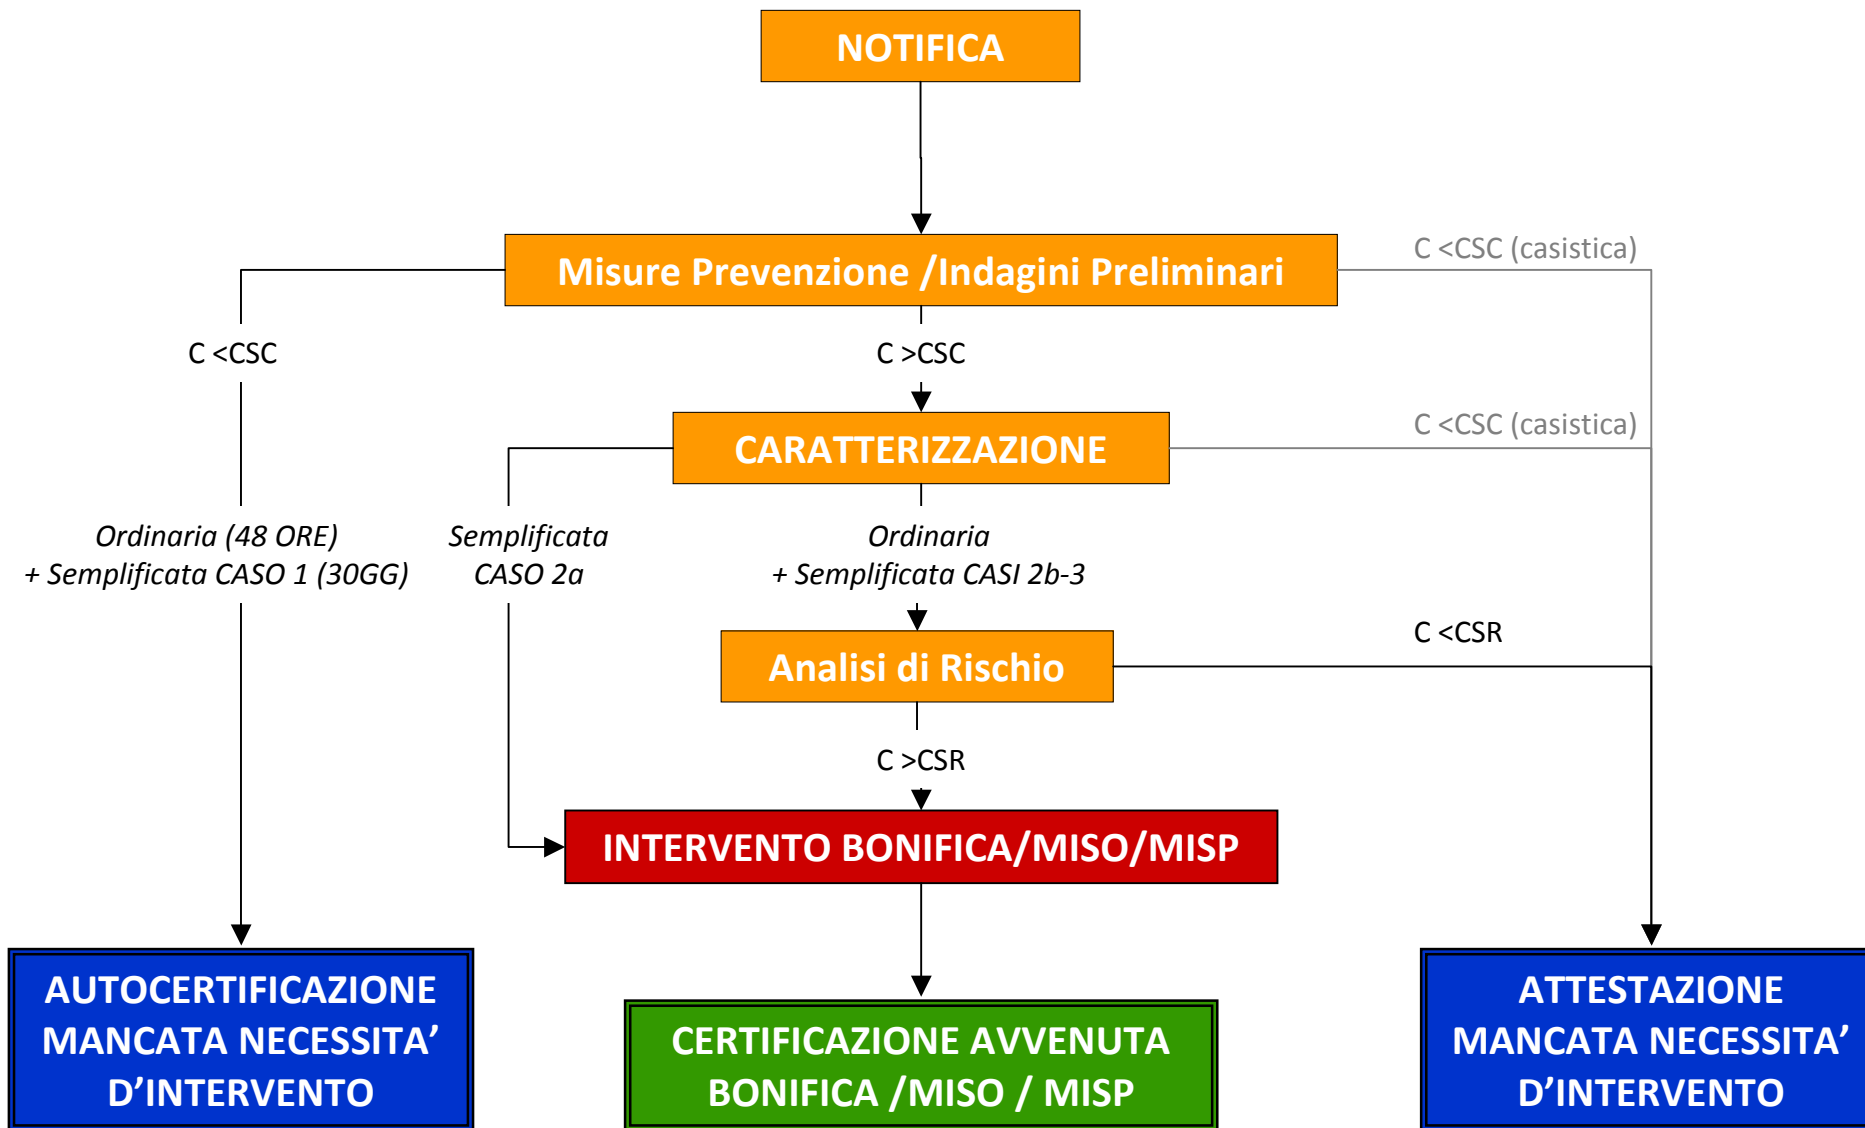 NOTIFICA
C <CSC (casistica)
Misure Prevenzione /Indagini Preliminari
C <CSC
C >CSC
C <CSC (casistica)
CARATTERIZZAZIONE
Ordinaria (48 ORE)
+ Semplificata CASO 1 (30GG)
Semplificata
CASO 2a
Ordinaria
+ Semplificata CASI 2b-3
C <CSR
Analisi di Rischio
C >CSR
INTERVENTO BONIFICA/MISO/MISP
AUTOCERTIFICAZIONE
MANCATA NECESSITA’
D’INTERVENTO
CERTIFICAZIONE AVVENUTA
BONIFICA /MISO / MISP
ATTESTAZIONE
MANCATA NECESSITA’
D’INTERVENTO